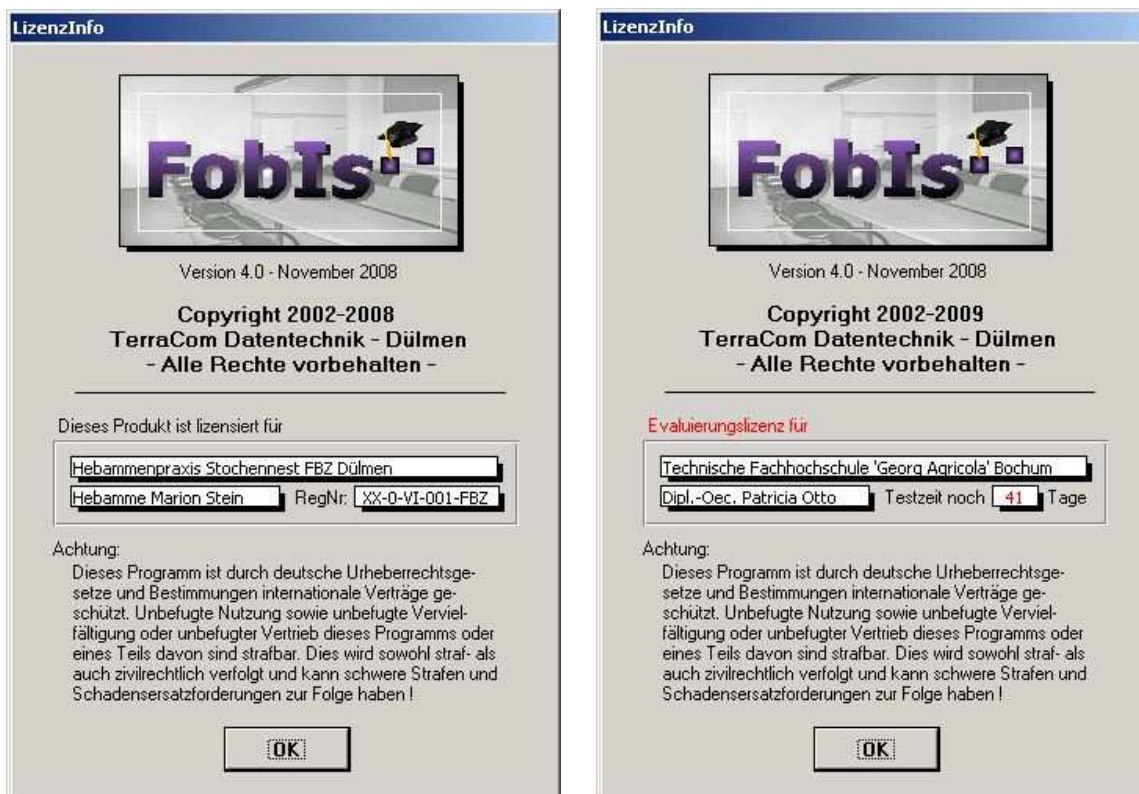 LizenzInfo
FobIs
Version 4.0 - November 2008
Copyright 2002-2008
TerraCom Datentechnik - Dülmen
- Alle Rechte vorbehalten -
Dieses Produkt ist lizensiert für
Hebammenpraxis Stochennest FBZ Dülmen
Hebamme Marion Stein RegNr: XX-0-VI-001-FBZ
Achtung:
Dieses Programm ist durch deutsche Urheberrechtsge-
setze und Bestimmungen internationale Verträge ge-
schützt. Unbefugte Nutzung sowie unbefugte Verviel-
fältigung oder unbefugter Vertrieb dieses Programms oder
eines Teils davon sind strafbar. Dies wird sowohl straf- als
auch zivilrechtlich verfolgt und kann schwere Strafen und
Schadensersatzforderungen zur Folge haben !
OK
LizenzInfo
FobIs
Version 4.0 - November 2008
Copyright 2002-2009
TerraCom Datentechnik - Dülmen
- Alle Rechte vorbehalten -
Evaluierungslizenz für
Technische Fachhochschule 'Georg Agricola' Bochum
Dipl.-Oec. Patricia Otto Testzeit noch 41 Tage
Achtung:
Dieses Programm ist durch deutsche Urheberrechtsge-
setze und Bestimmungen internationale Verträge ge-
schützt. Unbefugte Nutzung sowie unbefugte Verviel-
fältigung oder unbefugter Vertrieb dieses Programms oder
eines Teils davon sind strafbar. Dies wird sowohl straf- als
auch zivilrechtlich verfolgt und kann schwere Strafen und
Schadensersatzforderungen zur Folge haben !
OK